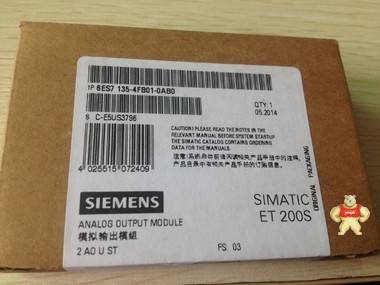 1P 6ES7 135-4FB01-0AB0
S C-E5US3796
QTY: 1
05.2014
CAUTION: PLEASE READ THE NOTES IN THE
RELEVANT MANUAL BEFORE SYSTEM STARTUP
THE SIMATIC CATALOG CONTAINS ORDERING
DATA FOR THE MANUALS.
4 025515 072409
SIEMENS
ANALOG OUTPUT MODULE
模拟输出模组
2 AO U ST
FS. 03
SIMATIC
ET 200S
ORIGINAL PACKAGING